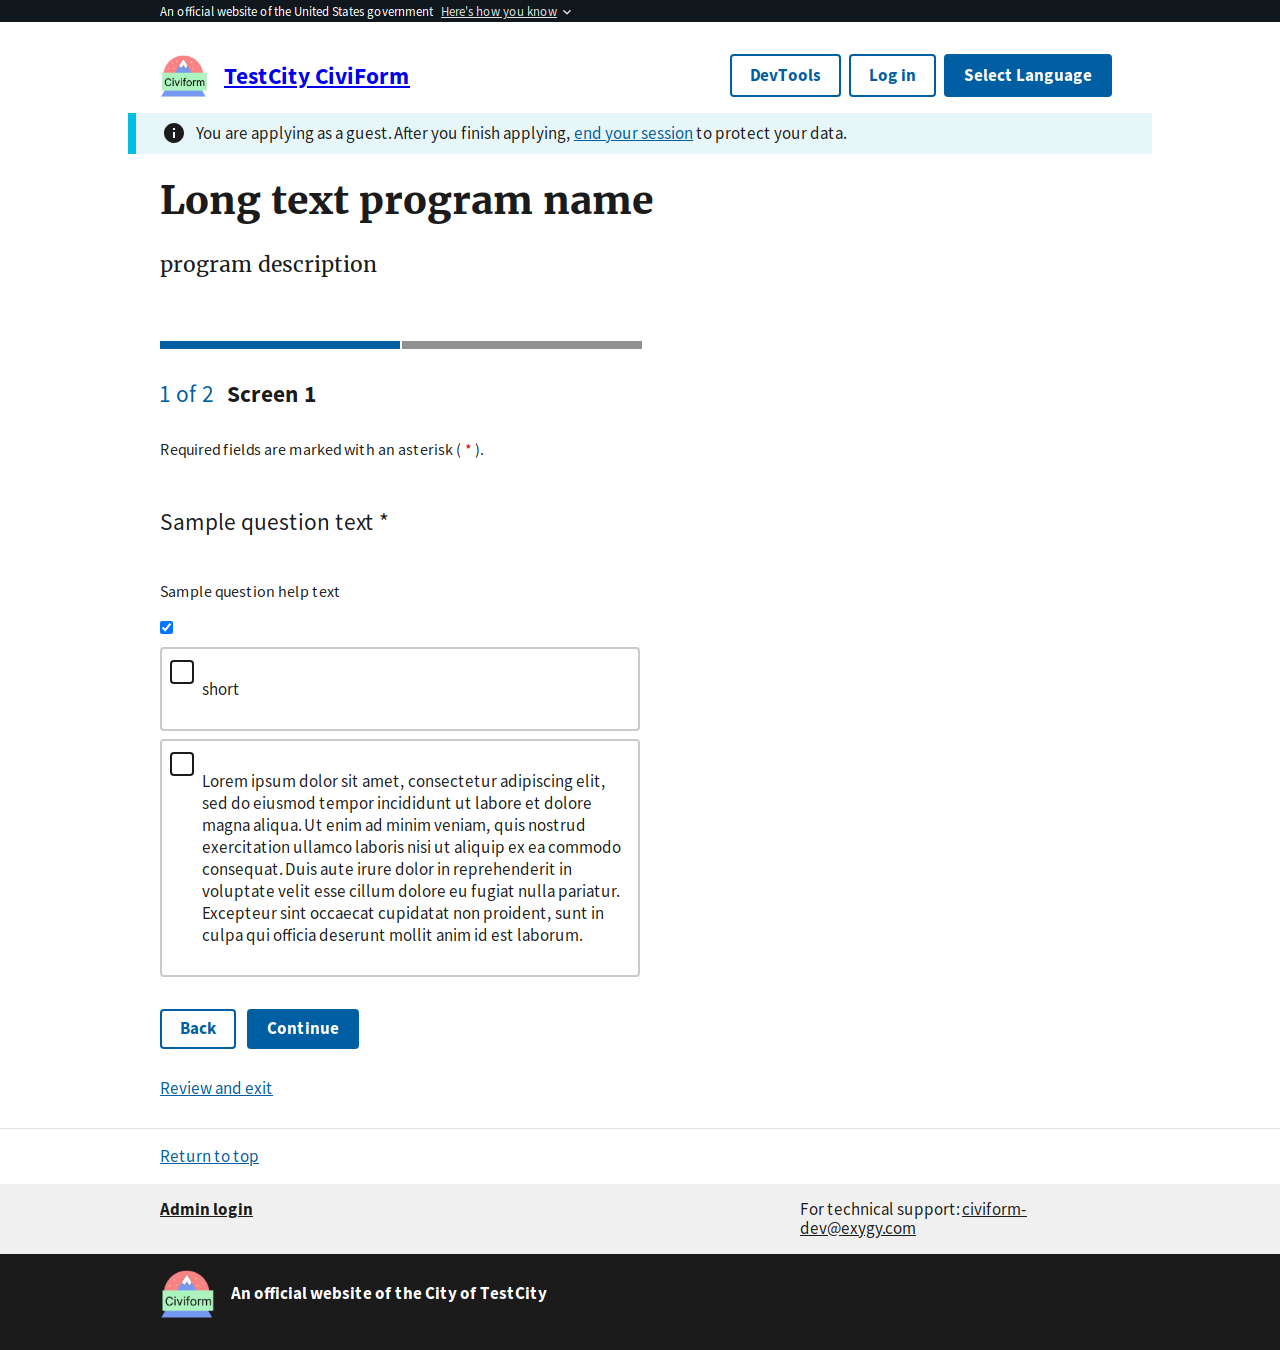 An official website of the United States government Here's how you know
Civiform
TestCity CiviForm
DevTools
Log in
Select Language
You are applying as a guest. After you finish applying, end your session to protect your data.
Long text program name
program description
1 of 2 Screen 1
Required fields are marked with an asterisk ( * ).
Sample question text *
Sample question help text
short
Lorem ipsum dolor sit amet, consectetur adipiscing elit,
sed do eiusmod tempor incididunt ut labore et dolore
magna aliqua. Ut enim ad minim veniam, quis nostrud
exercitation ullamco laboris nisi ut aliquip ex ea commodo
consequat. Duis aute irure dolor in reprehenderit in
voluptate velit esse cillum dolore eu fugiat nulla pariatur.
Excepteur sint occaecat cupidatat non proident, sunt in
culpa qui officia deserunt mollit anim id est laborum.
Back
Continue
Review and exit
Return to top
Admin login
For technical support: civiform-
dev@exygy.com
Civiform
An official website of the City of TestCity